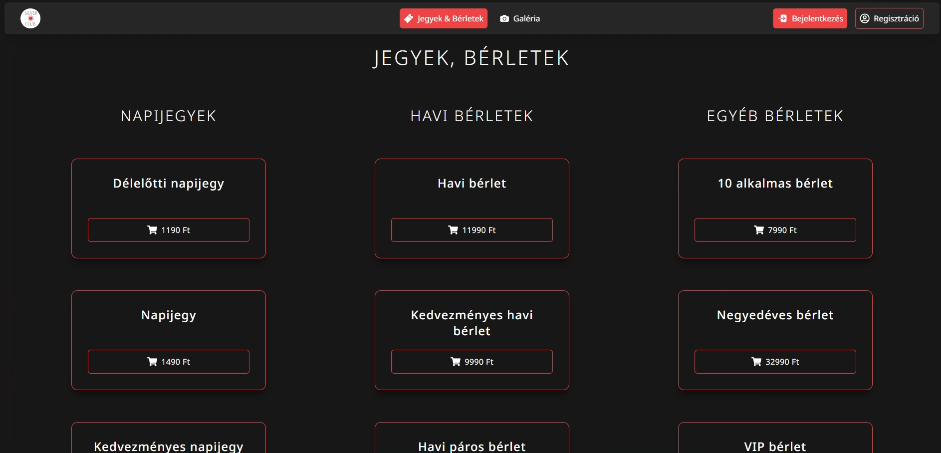 Jegyek & Bérletek
Galéria
Bejelentkezés
Regisztráció
JEGYEK, BÉRLETEK
NAPIJEGYEK
HAVI BÉRLETEK
EGYÉB BÉRLETEK
Délelőtti napijegy
1190 Ft
Havi bérlet
11990 Ft
10 alkalmas bérlet
7990 Ft
Napijegy
1490 Ft
Kedvezményes havi
bérlet
9990 Ft
Negyedéves bérlet
32990 Ft
Kedvezményes napijegy
Havi páros bérlet
VIP bérlet